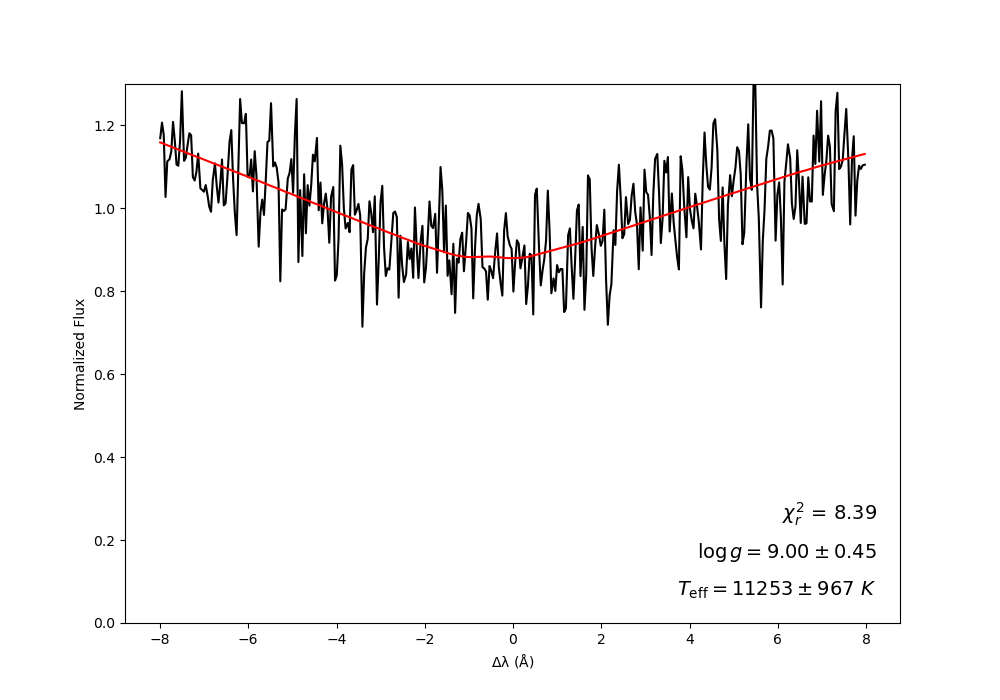 1.2
1.0
0.8
0.6
0.4
0.2
0.0
Normalized Flux
χ²ᵣ = 8.39
log g = 9.00 ± 0.45
T_eff = 11253 ± 967 K
−8 −6 −4 −2 0 2 4 6 8
Δλ (Å)